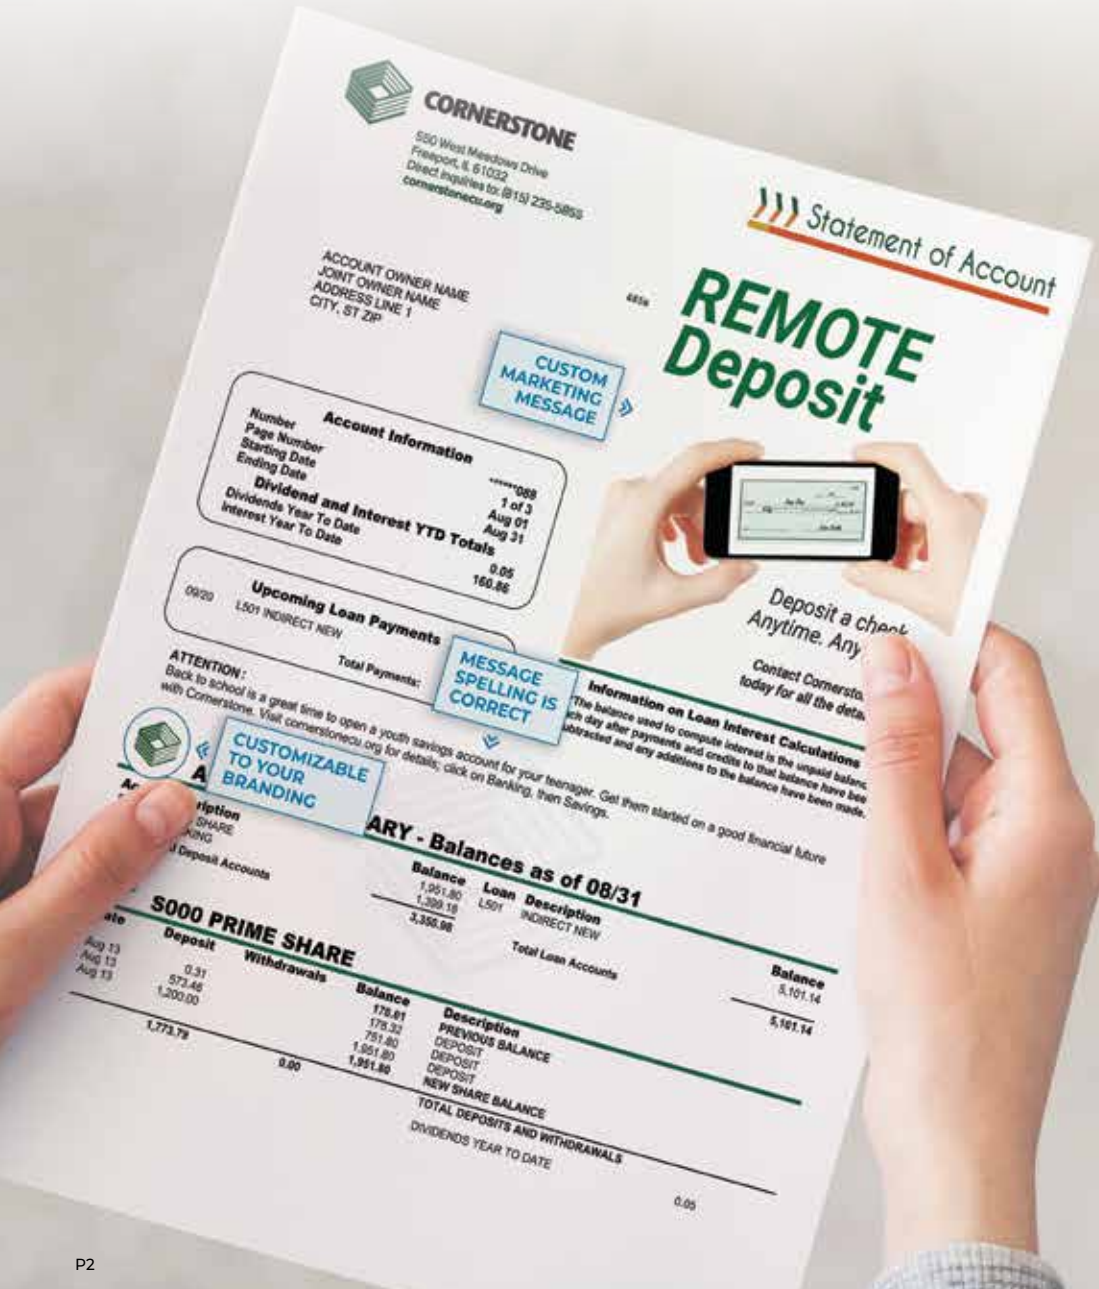 CORNERSTONE
550 West Meadows Drive
Freeport, IL 61032
Direct inquiries to: (815) 235-5855
cornerstonecu.org
Statement of Account
ACCOUNT OWNER NAME
JOINT OWNER NAME
ADDRESS LINE 1
CITY, ST ZIP
REMOTE
Deposit
CUSTOM
MARKETING
MESSAGE
Account Information
Number ******088
Page Number 1 of 3
Starting Date Aug 01
Ending Date Aug 31
Dividend and Interest YTD Totals
Dividends Year To Date 0.05
Interest Year To Date 160.86
Upcoming Loan Payments
09/20 L501 INDIRECT NEW
Total Payments:
Deposit a check
Anytime. Any
Contact Cornersto
today for all the deta
MESSAGE
SPELLING IS
CORRECT
Information on Loan Interest Calculations
The balance used to compute interest is the unpaid balanc
ch day after payments and credits to that balance have bee
ubtracted and any additions to the balance have been made.
ATTENTION:
Back to school is a great time to open a youth savings account for your teenager. Get them started on a good financial future
with Cornerstone. Visit cornerstonecu.org for details; click on Banking, then Savings.
CUSTOMIZABLE
TO YOUR
BRANDING
A ARY - Balances as of 08/31
Ac ription Balance Loan Description Balance
SHARE 1,951.80 L501 INDIRECT NEW 5,101.14
KING 1,399.18
l Deposit Accounts 3,350.98 Total Loan Accounts 5,101.14
S000 PRIME SHARE
ate Deposit Withdrawals Balance Description
178.01 PREVIOUS BALANCE
Aug 13 0.31 178.32 DEPOSIT
Aug 13 573.48 751.80 DEPOSIT
Aug 13 1,200.00 1,951.80 DEPOSIT
1,951.80 NEW SHARE BALANCE
1,773.79 0.00 TOTAL DEPOSITS AND WITHDRAWALS
DIVIDENDS YEAR TO DATE 0.05
P2